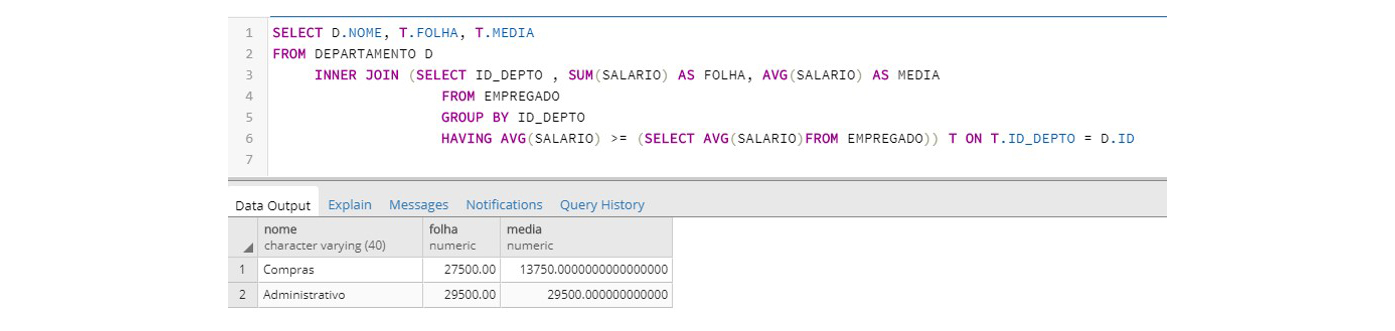 1 SELECT D.NOME, T.FOLHA, T.MEDIA
2 FROM DEPARTAMENTO D
3 INNER JOIN (SELECT ID_DEPTO , SUM(SALARIO) AS FOLHA, AVG(SALARIO) AS MEDIA
4 FROM EMPREGADO
5 GROUP BY ID_DEPTO
6 HAVING AVG(SALARIO) >= (SELECT AVG(SALARIO)FROM EMPREGADO)) T ON T.ID_DEPTO = D.ID
7
Data Output Explain Messages Notifications Query History
nome folha media
character varying (40) numeric numeric
1 Compras 27500.00 13750.0000000000000000
2 Administrativo 29500.00 29500.000000000000